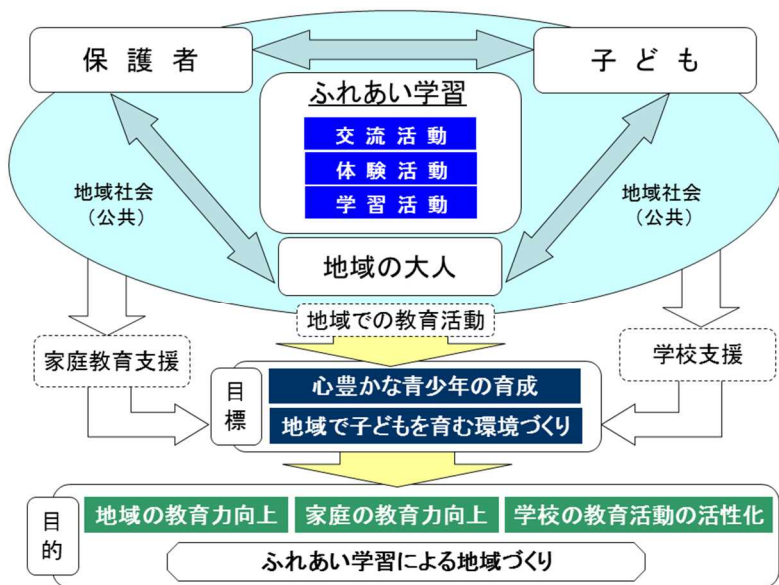 保護者
子ども
ふれあい学習
交流活動
体験活動
学習活動
地域社会
（公共）
地域社会
（公共）
地域の大人
地域での教育活動
家庭教育支援
学校支援
目標
心豊かな青少年の育成
地域で子どもを育む環境づくり
目的
地域の教育力向上
家庭の教育力向上
学校の教育活動の活性化
ふれあい学習による地域づくり